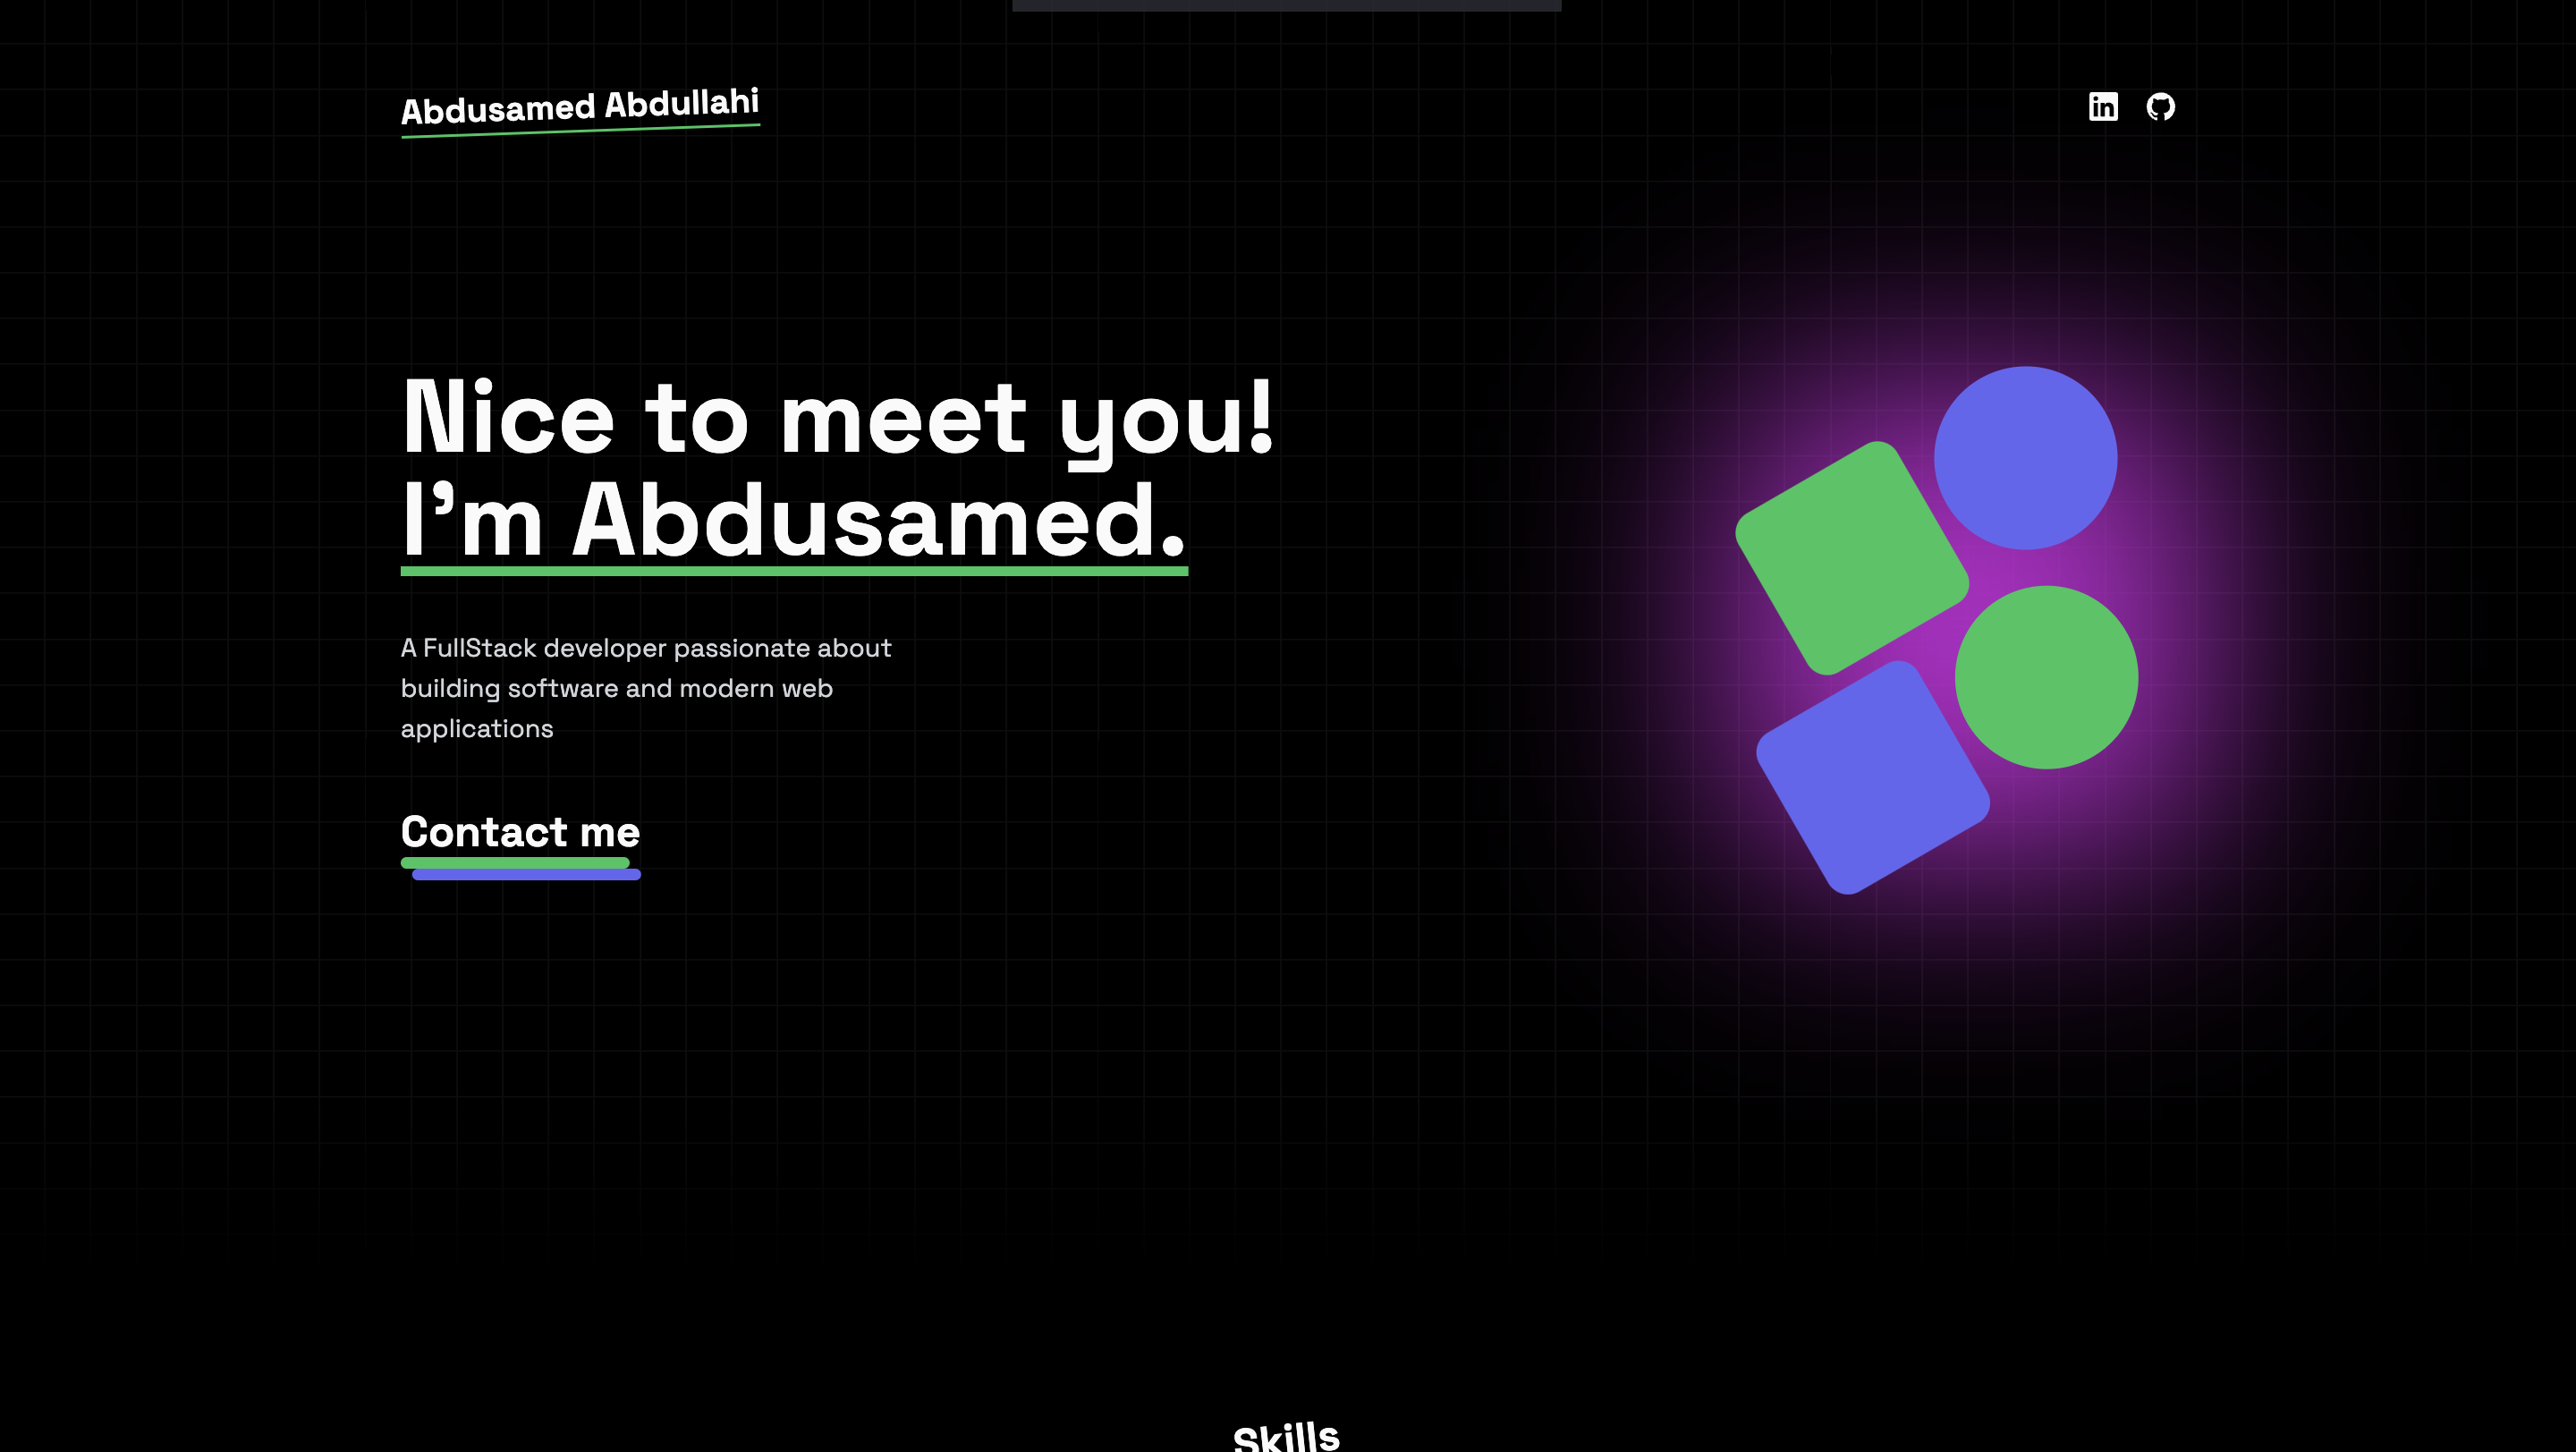 Abdusamed Abdullahi
in
Nice to meet you!
I’m Abdusamed.
A FullStack developer passionate about
building software and modern web
applications
Contact me
Skills